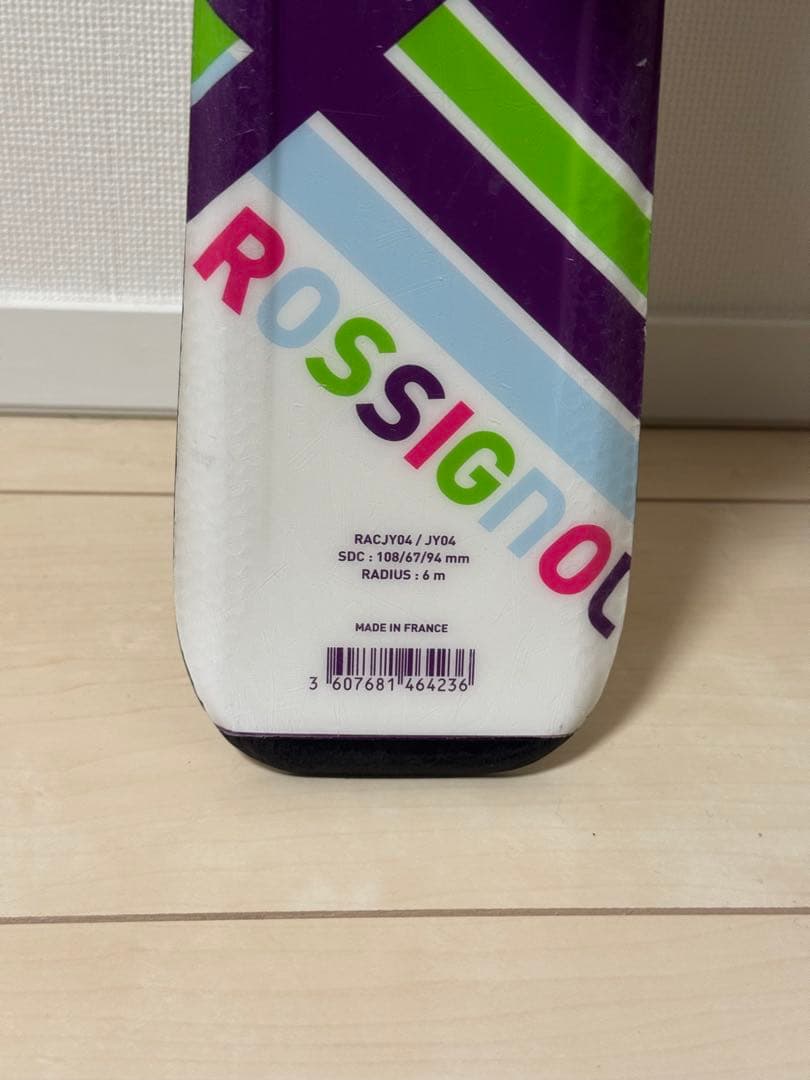 ROSSIGNOL
RACJY04 / JY04
SDC : 108/67/94 mm
RADIUS : 6 m
MADE IN FRANCE
3 607681 464236